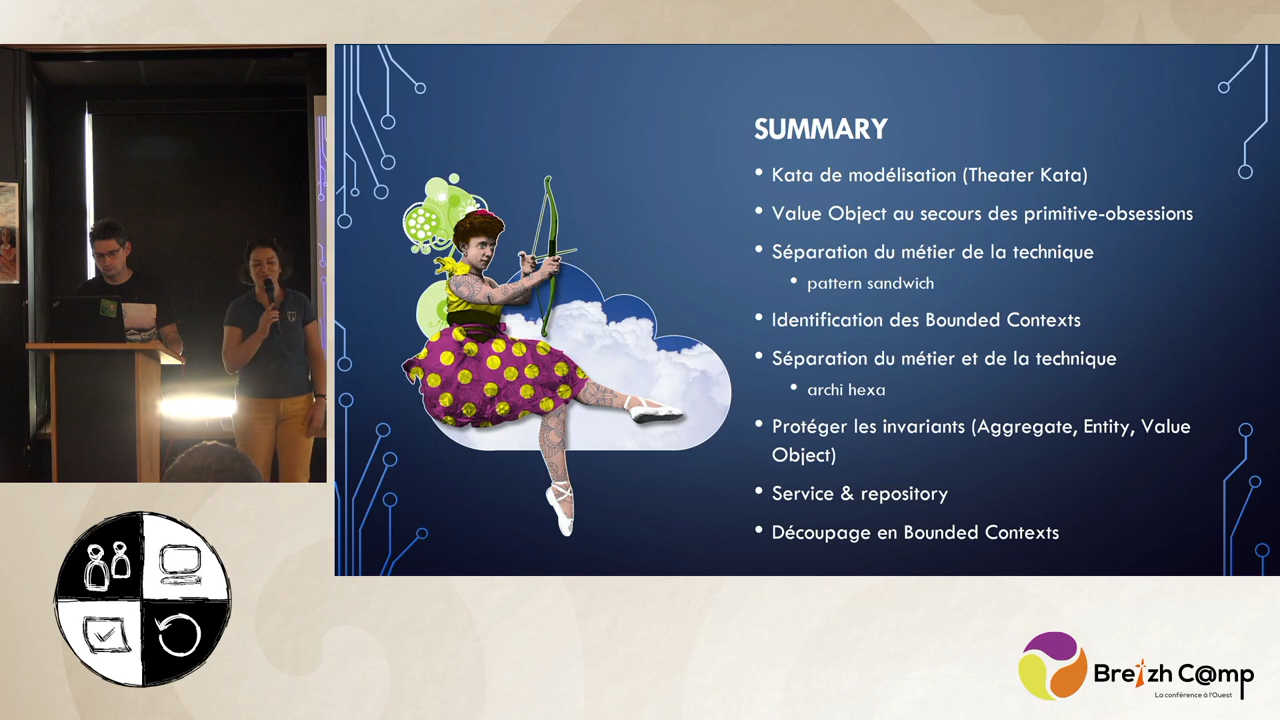 SUMMARY
• Kata de modélisation (Theater Kata)
• Value Object au secours des primitive-obsessions
• Séparation du métier de la technique
• pattern sandwich
• Identification des Bounded Contexts
• Séparation du métier et de la technique
• archi hexa
• Protéger les invariants (Aggregate, Entity, Value
Object)
• Service & repository
• Découpage en Bounded Contexts
Breizh C@mp
La conférence à l'Ouest